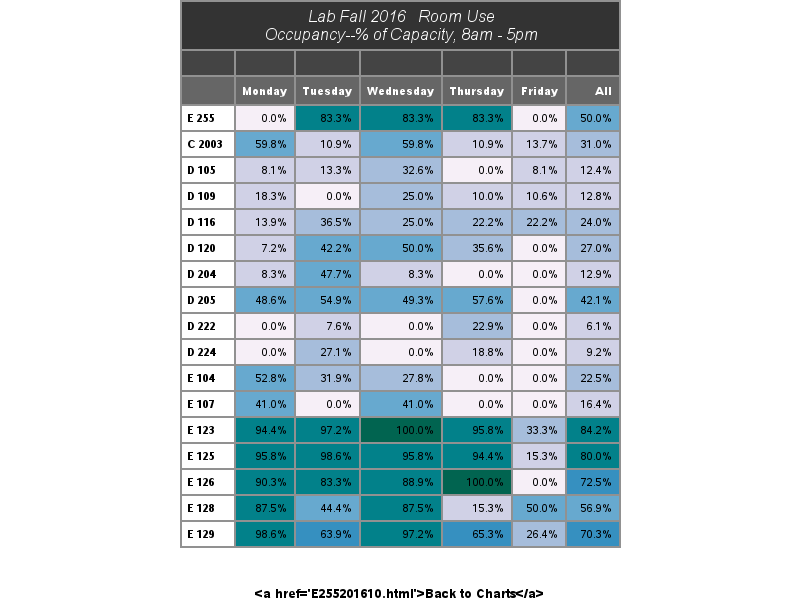 Lab Fall 2016 Room Use
Occupancy--% of Capacity, 8am - 5pm
Monday Tuesday Wednesday Thursday Friday All
E 255 0.0% 83.3% 83.3% 83.3% 0.0% 50.0%
C 2003 59.8% 10.9% 59.8% 10.9% 13.7% 31.0%
D 105 8.1% 13.3% 32.6% 0.0% 8.1% 12.4%
D 109 18.3% 0.0% 25.0% 10.0% 10.6% 12.8%
D 116 13.9% 36.5% 25.0% 22.2% 22.2% 24.0%
D 120 7.2% 42.2% 50.0% 35.6% 0.0% 27.0%
D 204 8.3% 47.7% 8.3% 0.0% 0.0% 12.9%
D 205 48.6% 54.9% 49.3% 57.6% 0.0% 42.1%
D 222 0.0% 7.6% 0.0% 22.9% 0.0% 6.1%
D 224 0.0% 27.1% 0.0% 18.8% 0.0% 9.2%
E 104 52.8% 31.9% 27.8% 0.0% 0.0% 22.5%
E 107 41.0% 0.0% 41.0% 0.0% 0.0% 16.4%
E 123 94.4% 97.2% 100.0% 95.8% 33.3% 84.2%
E 125 95.8% 98.6% 95.8% 94.4% 15.3% 80.0%
E 126 90.3% 83.3% 88.9% 100.0% 0.0% 72.5%
E 128 87.5% 44.4% 87.5% 15.3% 50.0% 56.9%
E 129 98.6% 63.9% 97.2% 65.3% 26.4% 70.3%
<a href='E255201610.html'>Back to Charts</a>